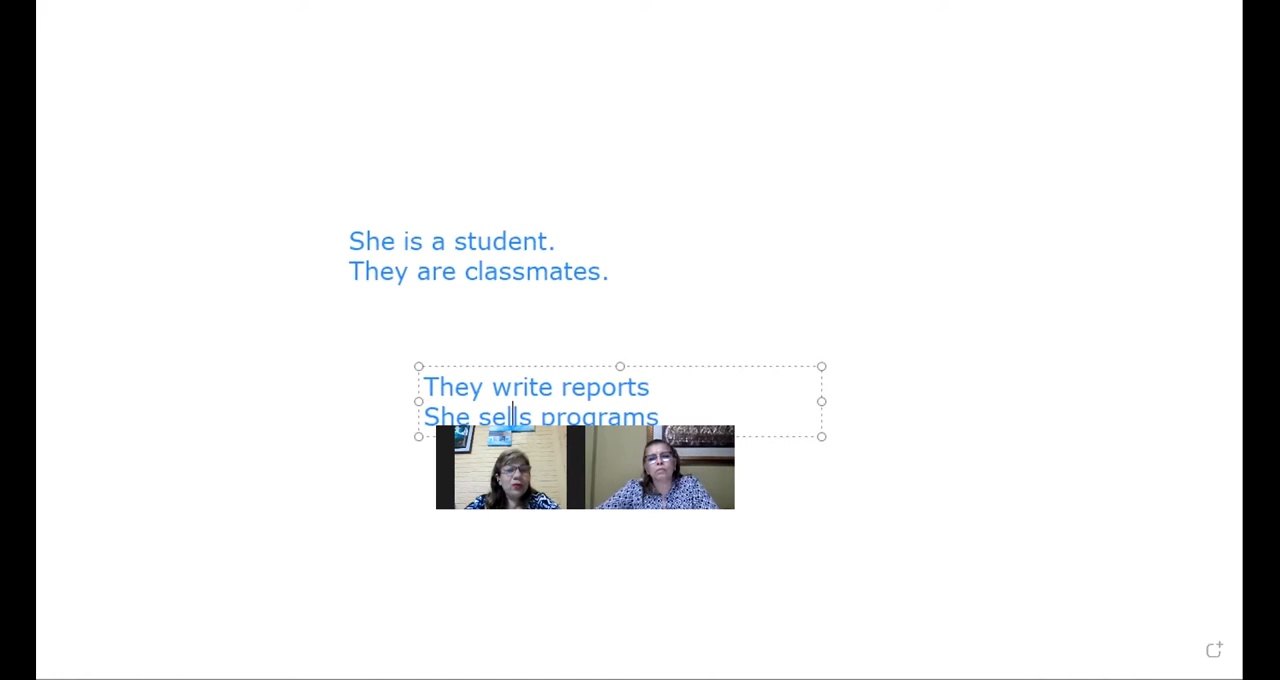 She is a student.
They are classmates.
They write reports
She sells programs